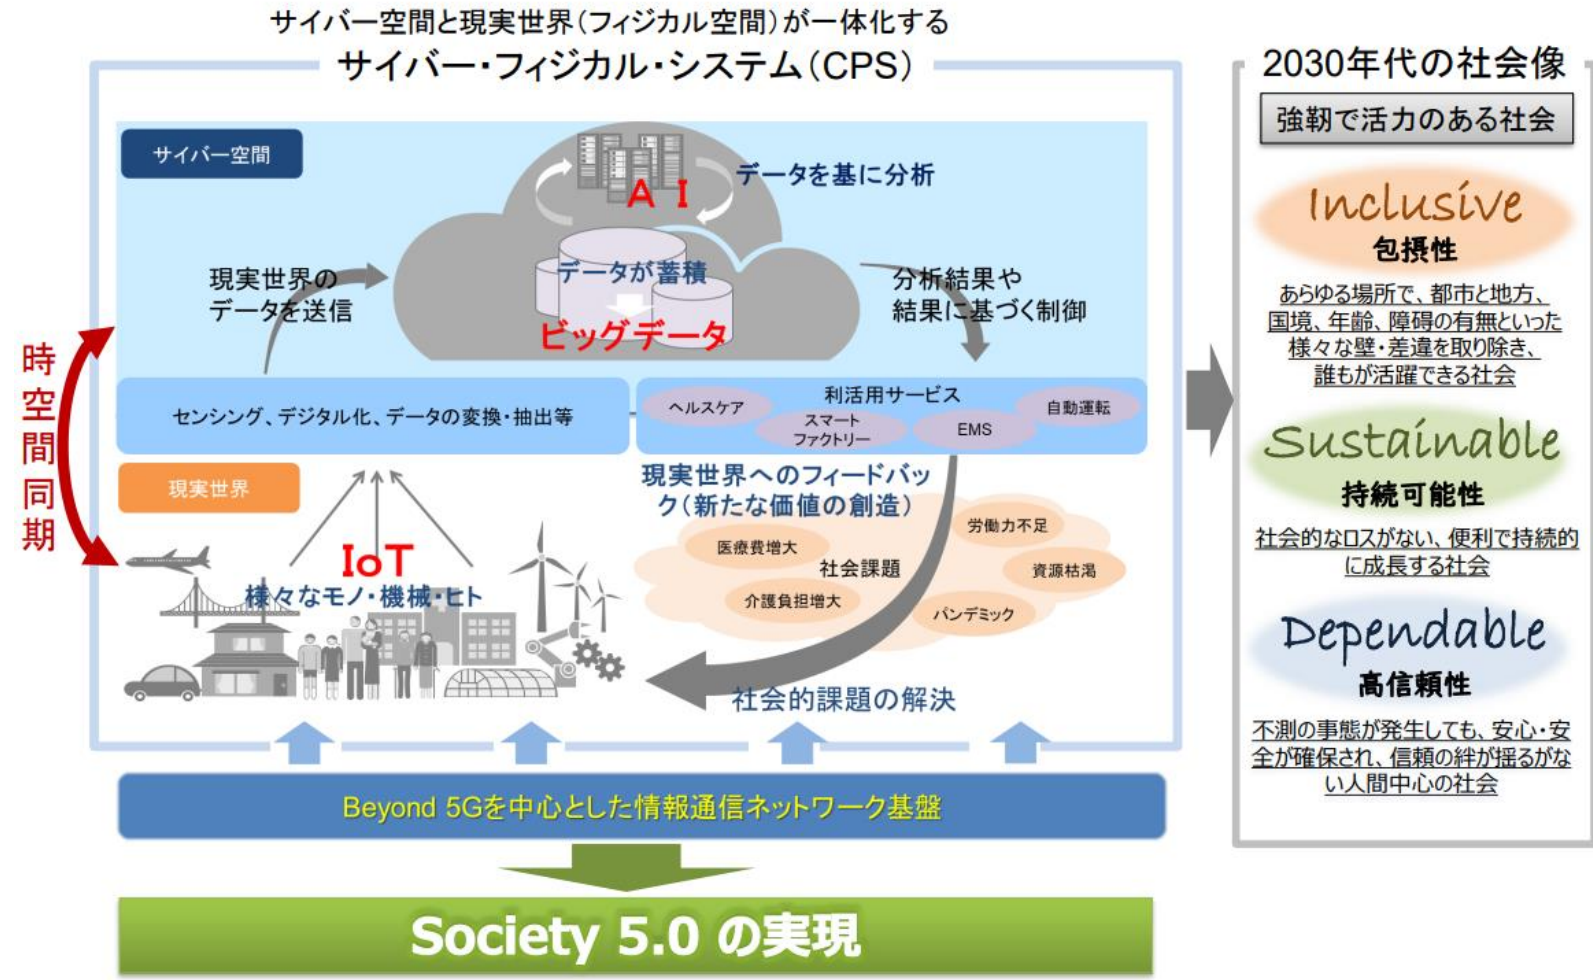 サイバー空間と現実世界(フィジカル空間)が一体化する
サイバー・フィジカル・システム(CPS)
サイバー空間
AI
データを基に分析
データが蓄積
ビッグデータ
現実世界の
データを送信
分析結果や
結果に基づく制御
時空間同期
センシング、デジタル化、データの変換・抽出等
利活用サービス
ヘルスケア
スマート
ファクトリー
EMS
自動運転
現実世界
IoT
様々なモノ・機械・ヒト
現実世界へのフィードバッ
ク(新たな価値の創造)
医療費増大
社会課題
介護負担増大
労働力不足
資源枯渇
パンデミック
社会的課題の解決
Beyond 5Gを中心とした情報通信ネットワーク基盤
Society 5.0 の実現
2030年代の社会像
強靭で活力のある社会
Inclusive
包摂性
あらゆる場所で、都市と地方、
国境、年齢、障碍の有無といった
様々な壁・差違を取り除き、
誰もが活躍できる社会
Sustainable
持続可能性
社会的なロスがない、便利で持続的
に成長する社会
Dependable
高信頼性
不測の事態が発生しても、安心・安
全が確保され、信頼の絆が揺るがな
い人間中心の社会